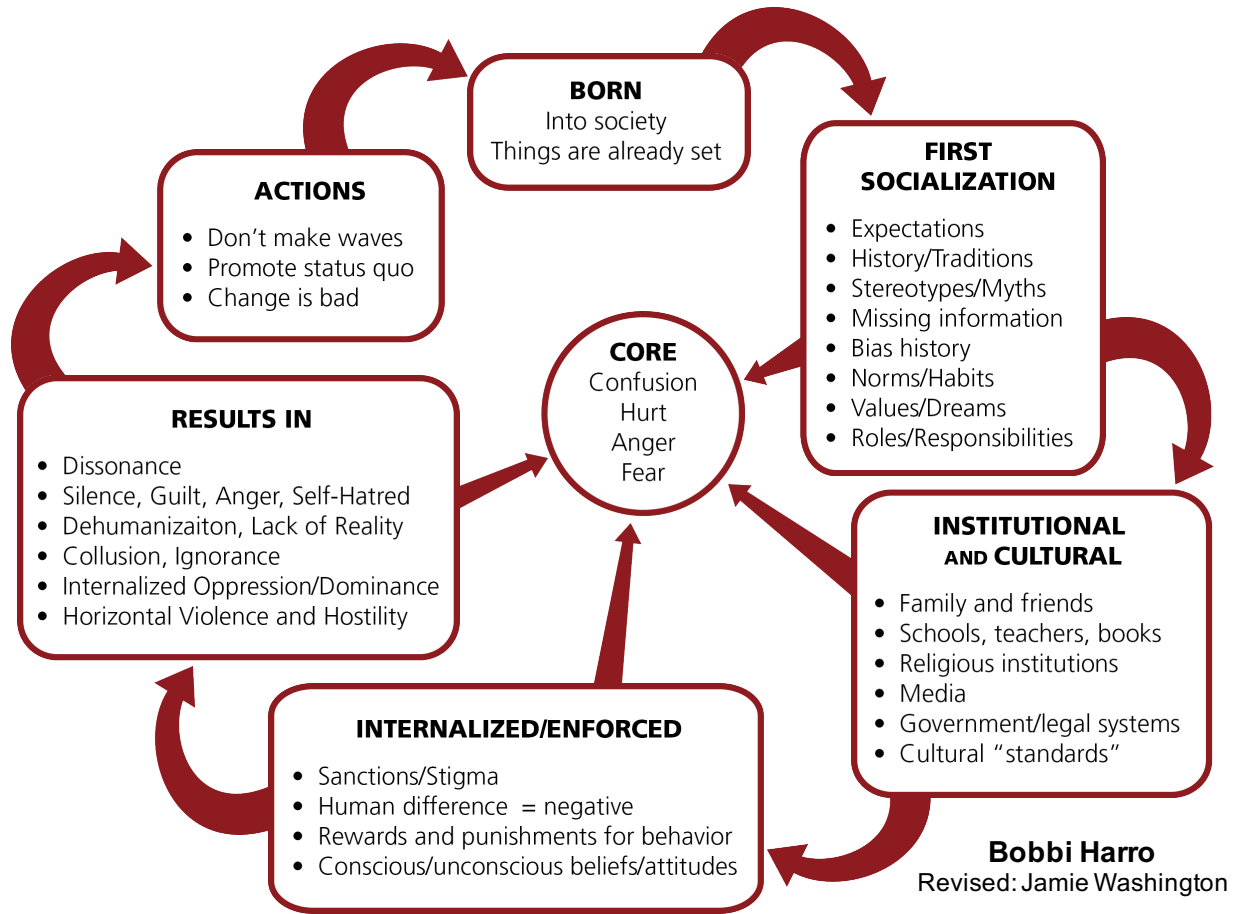 BORN
Into society
Things are already set
FIRST
SOCIALIZATION
• Expectations
• History/Traditions
• Stereotypes/Myths
• Missing information
• Bias history
• Norms/Habits
• Values/Dreams
• Roles/Responsibilities
INSTITUTIONAL
AND CULTURAL
• Family and friends
• Schools, teachers, books
• Religious institutions
• Media
• Government/legal systems
• Cultural “standards”
INTERNALIZED/ENFORCED
• Sanctions/Stigma
• Human difference = negative
• Rewards and punishments for behavior
• Conscious/unconscious beliefs/attitudes
RESULTS IN
• Dissonance
• Silence, Guilt, Anger, Self-Hatred
• Dehumanizaiton, Lack of Reality
• Collusion, Ignorance
• Internalized Oppression/Dominance
• Horizontal Violence and Hostility
ACTIONS
• Don’t make waves
• Promote status quo
• Change is bad
CORE
Confusion
Hurt
Anger
Fear
Bobbi Harro
Revised: Jamie Washington